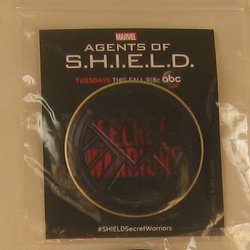 MARVEL
AGENTS OF
S.H.I.E.L.D.
TUESDAYS THIS FALL 9|8c abc
SECRET
WARRIORS
#SHIELDSecretWarriors